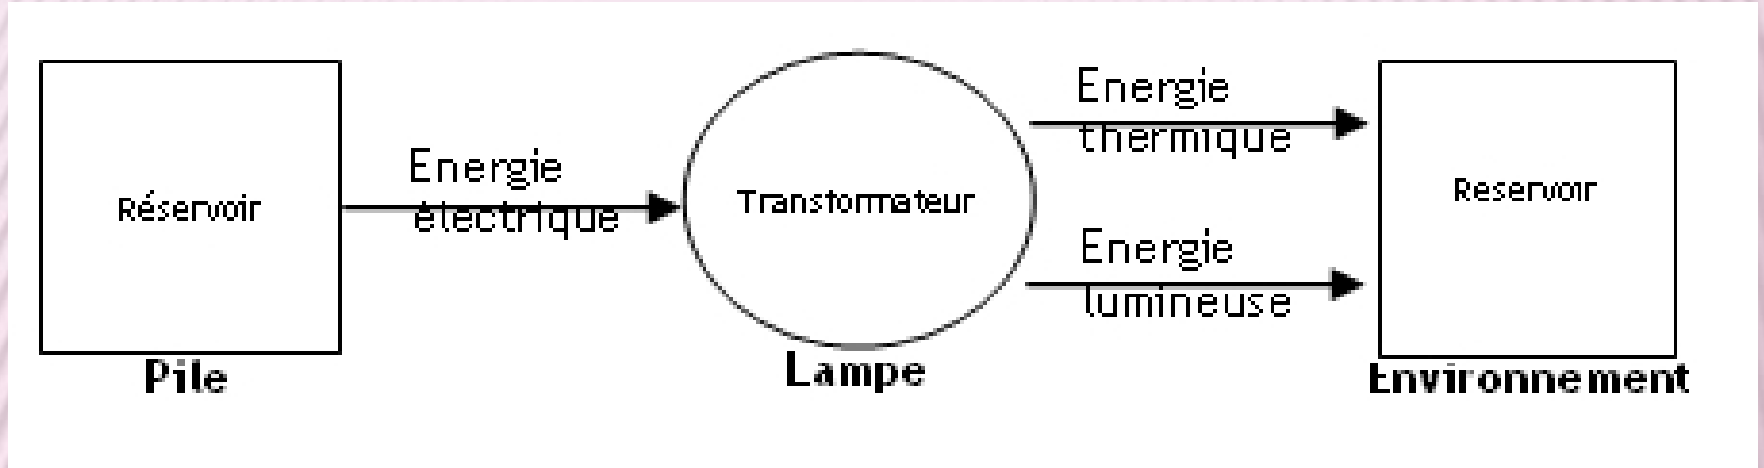 Réservoir
Energie
électrique
Pile
Transformateur
Lampe
Energie
thermique
Energie
lumineuse
Reservoir
Environnement